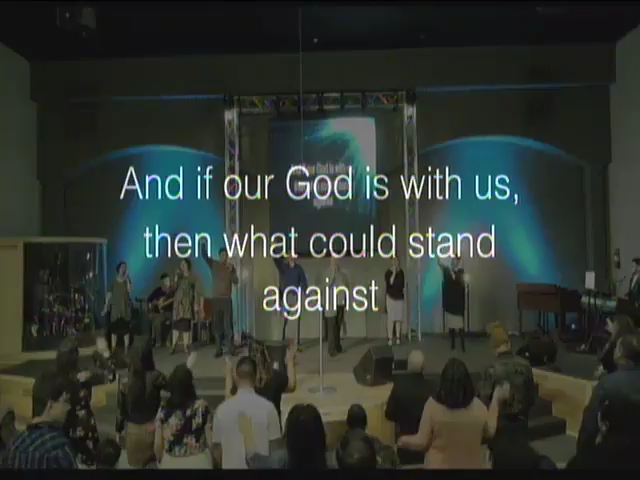 And if our God is with us,
then what could stand
against